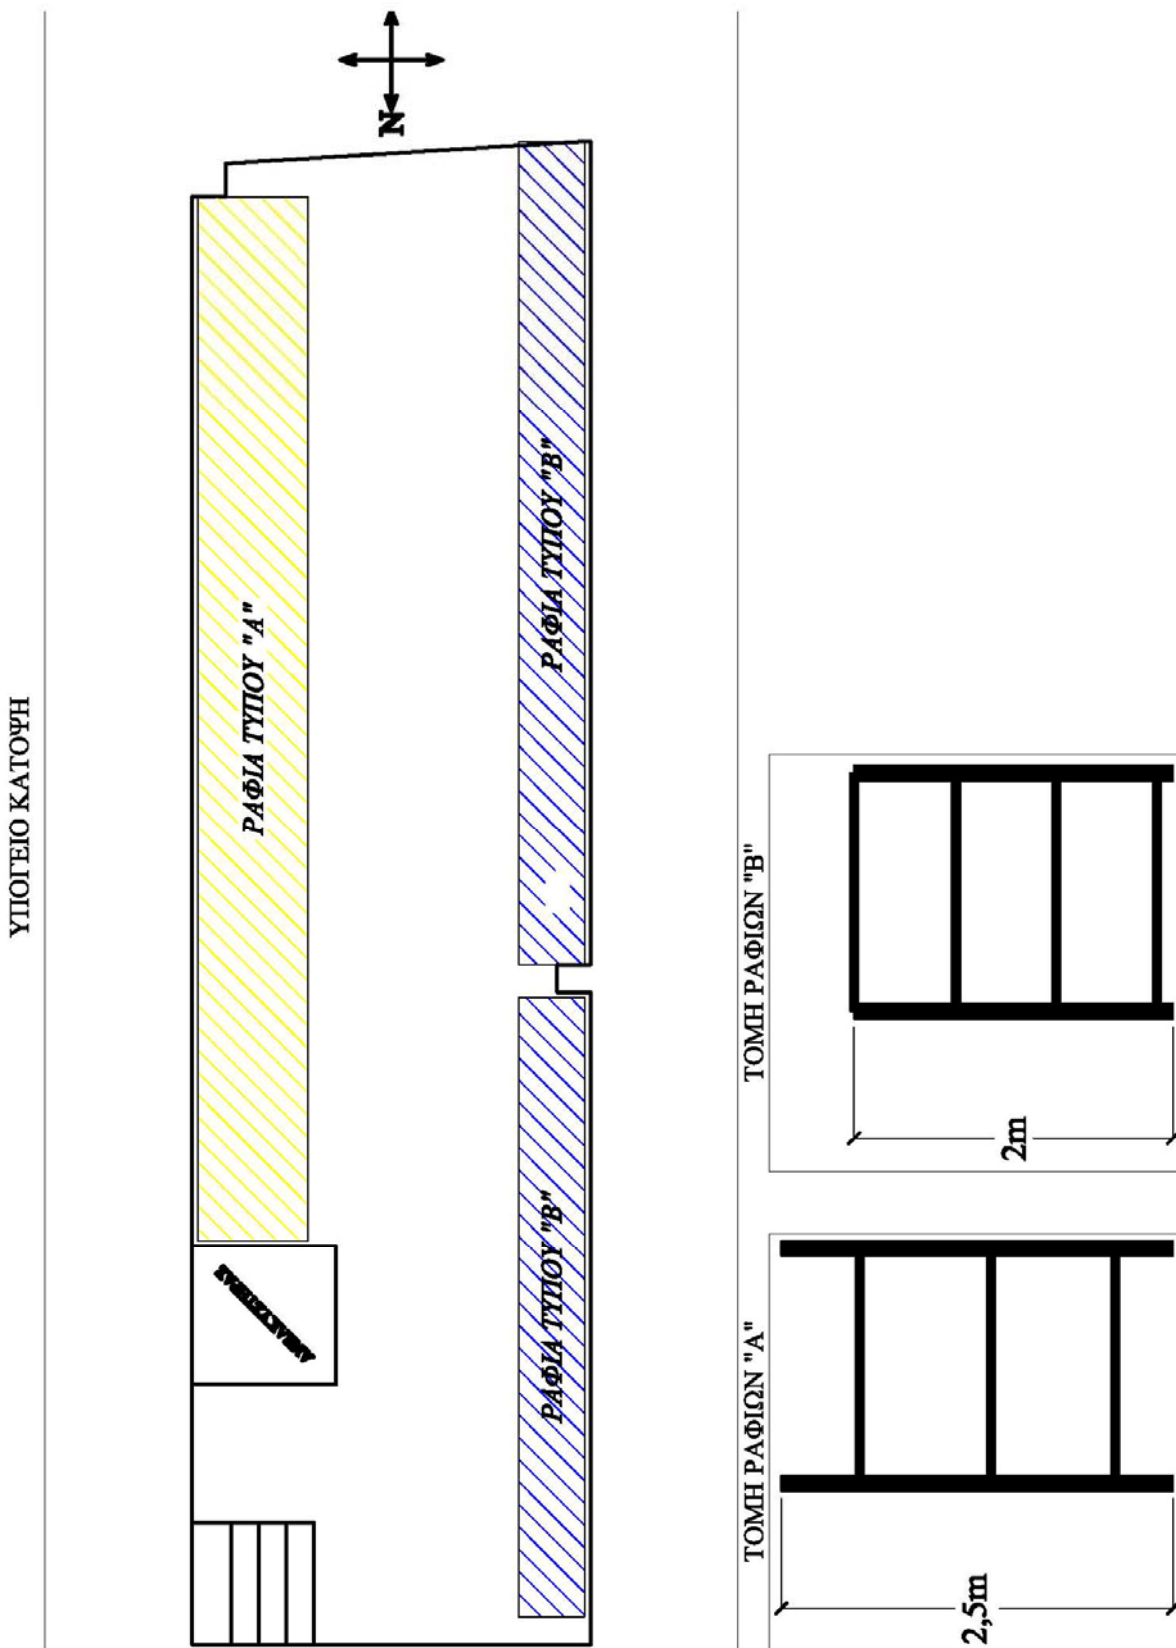 ΥΠΟΓΕΙΟ ΚΑΤΟΨΗ
N
ΡΑΦΙΑ ΤΥΠΟΥ "Α"
ΡΑΦΙΑ ΤΥΠΟΥ "Β"
ΡΑΦΙΑ ΤΥΠΟΥ "Β"
ΤΟΜΗ ΡΑΦΙΩΝ "Α"
2,5m
ΤΟΜΗ ΡΑΦΙΩΝ "Β"
2m